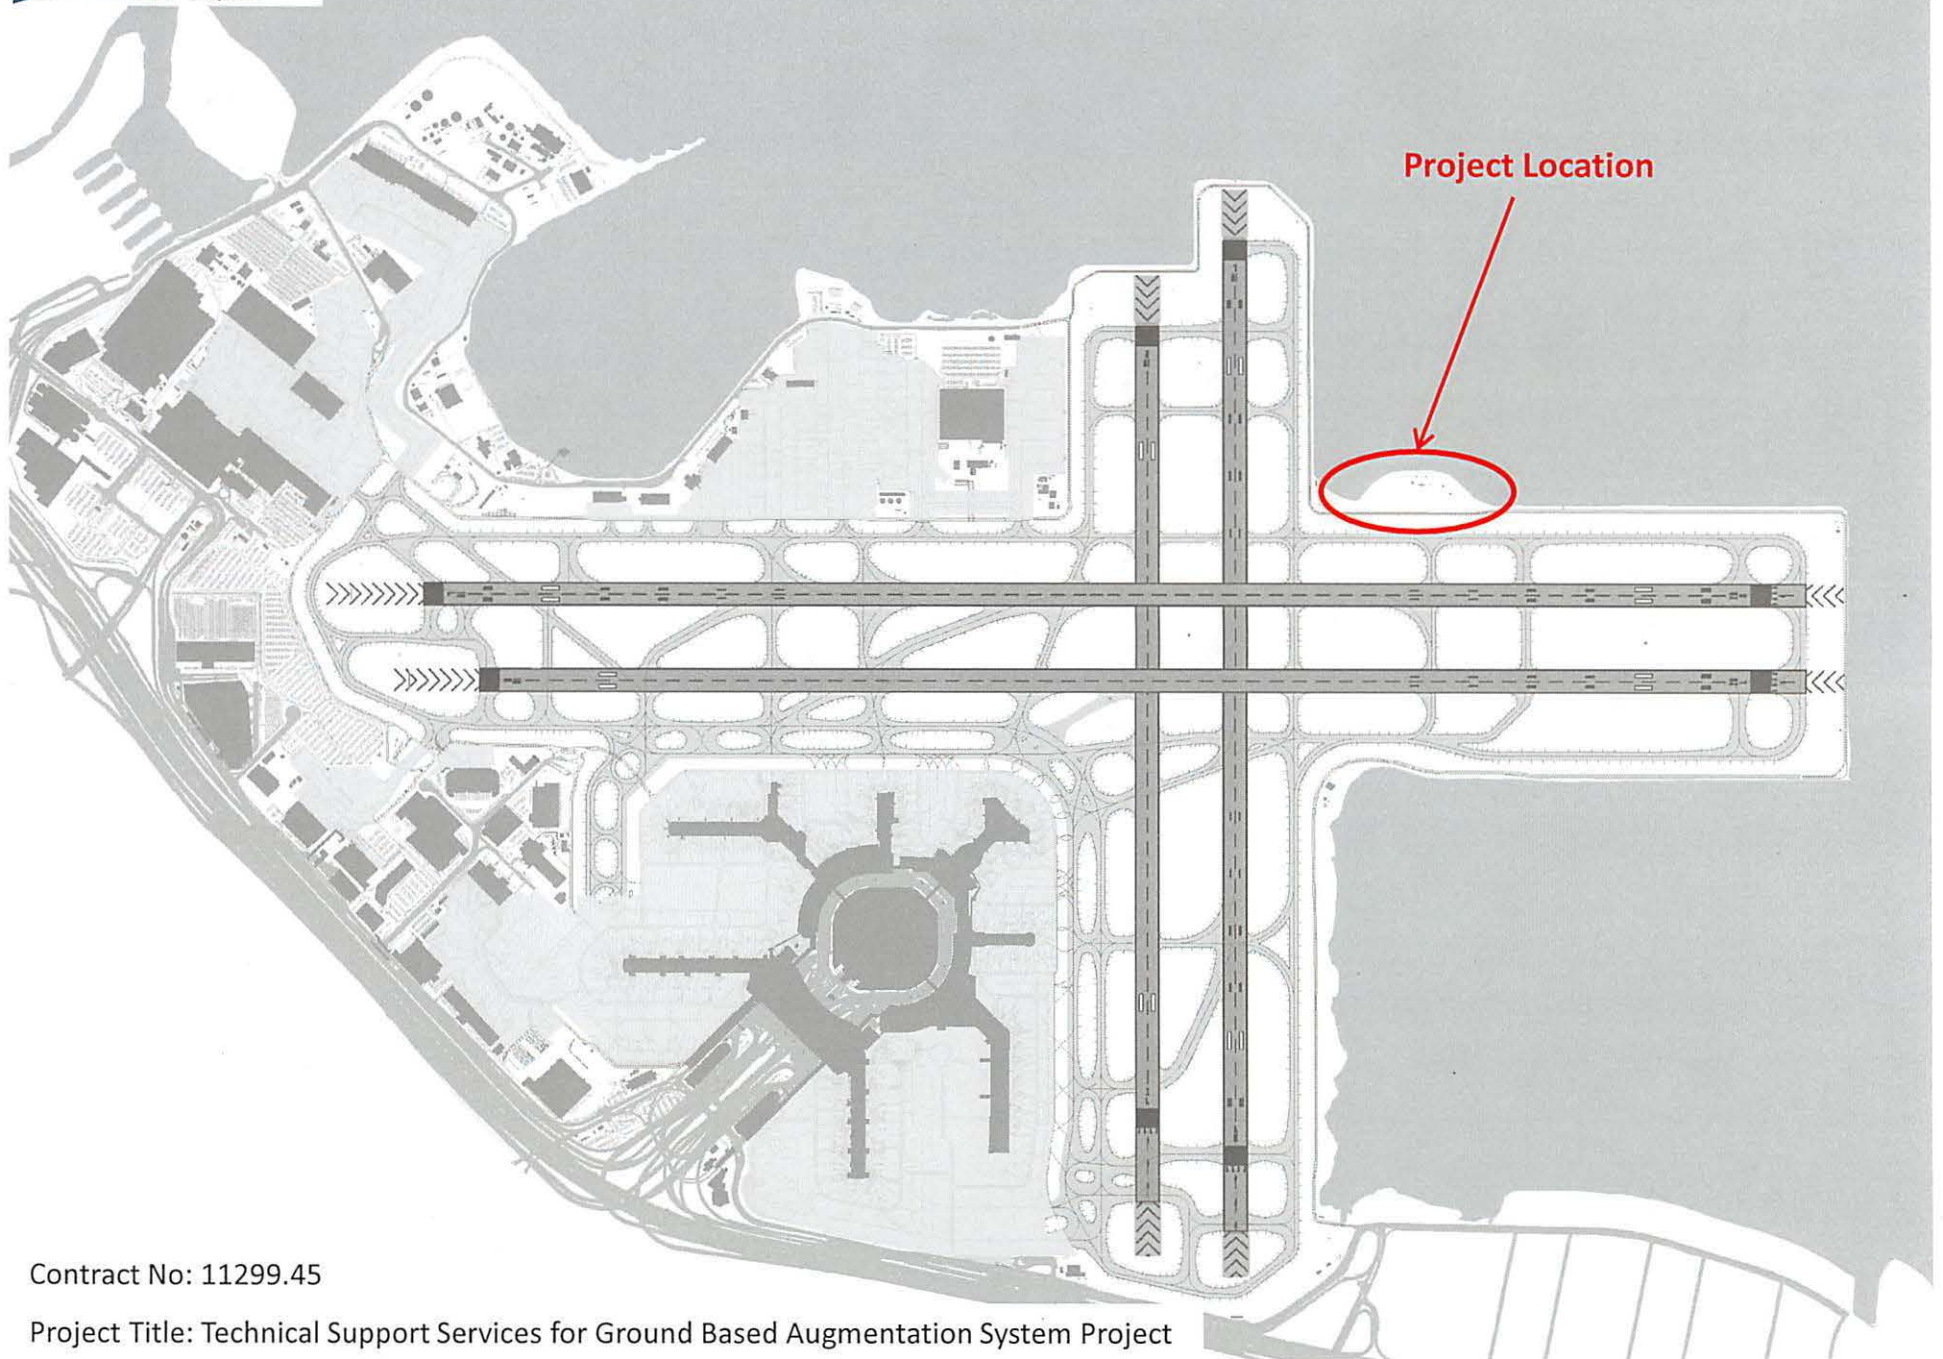 Project Location
Contract No: 11299.45
Project Title: Technical Support Services for Ground Based Augmentation System Project